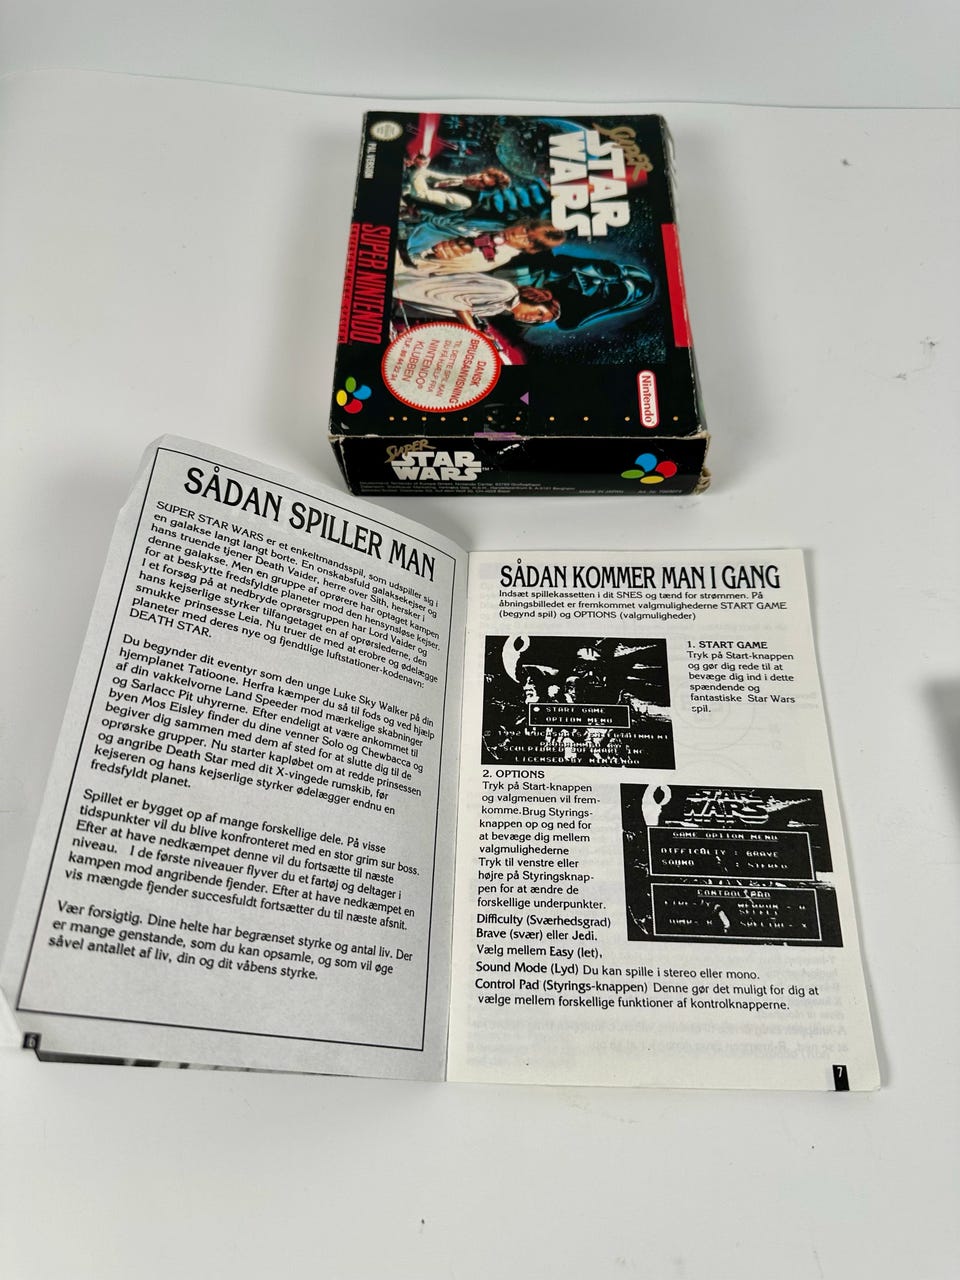 SUPER
STAR
WARS
PAL VERSION
SUPER NINTENDO
ENTERTAINMENT SYSTEM
DANSK
BRUGSANVISNING
TIL DETTE SPIL KAN
DU FÅ HJÆLP FRA
NINTENDO®
KLUBBEN
Nintendo
SUPER
STAR
WARS
MADE IN JAPAN
SÅDAN SPILLER MAN
SUPER STAR WARS er et enkeltmandsspil, som udspiller sig i
en galakse langt langt borte. En onskabsfuld galaksekejser og
hans truende tjener Death Vaider, herre over Sith, hersker i
denne galakse. Men en gruppe af oprørere har optaget kampen
for at beskytte fredsfyldte planeter mod den hensynsløse kejser.
I et forsøg på at nedbryde oprørsgruppen har Lord Vaider og
hans kejserlige styrker tilfangetaget en af oprørslederne, den
smukke prinsesse Leia. Nu truer de med at erobre og ødelægge
planeter med deres nye og fjendtlige luftstationer-kodenavn:
DEATH STAR.
Du begynder dit eventyr som den unge Luke Sky Walker på din
hjemplanet Tatioone. Herfra kæmper du så til fods og ved hjælp
af din vakkelvorne Land Speeder mod mærkelige skabninger
og Sarlacc Pit uhyrerne. Efter endeligt at være ankommet til
byen Mos Eisley finder du dine venner Solo og Chewbacca og
begiver dig sammen med dem af sted for at slutte dig til de
oprørske grupper. Nu starter kapløbet om at redde prinsessen
og angribe Death Star med dit X-vingede rumskib, før
kejseren og hans kejserlige styrker ødelægger endnu en
fredsfyldt planet.
Spillet er bygget op af mange forskellige dele. På visse
tidspunkter vil du blive konfronteret med en stor grim sur boss.
Efter at have nedkæmpet denne vil du fortsætte til næste
niveau. I de første niveauer flyver du et fartøj og deltager i
kampen mod angribende fjender. Efter at have nedkæmpet en
vis mængde fjender succesfuldt fortsætter du til næste afsnit.
Vær forsigtig. Dine helte har begrænset styrke og antal liv. Der
er mange genstande, som du kan opsamle, og som vil øge
såvel antallet af liv, din og dit våbens styrke.
6
SÅDAN KOMMER MAN I GANG
Indsæt spillekassetten i dit SNES og tænd for strømmen. På
åbningsbilledet er fremkommet valgmulighederne START GAME
(begynd spil) og OPTIONS (valgmuligheder)
START GAME
OPTION MENU
LICENSED BY NINTENDO
1. START GAME
Tryk på Start-knappen
og gør dig rede til at
bevæge dig ind i dette
spændende og
fantastiske Star Wars
spil.
2. OPTIONS
Tryk på Start-knappen
og valgmenuen vil frem-
komme.Brug Styrings-
knappen op og ned for
at bevæge dig mellem
valgmulighederne
Tryk til venstre eller
højre på Styringsknap-
pen for at ændre de
forskellige underpunkter.
STAR
WARS
GAME OPTION MENU
DIFFICULTY : BRAVE
SOUND : STEREO
CONTROL PAD
Difficulty (Sværhedsgrad)
Brave (svær) eller Jedi.
Vælg mellem Easy (let),
Sound Mode (Lyd) Du kan spille i stereo eller mono.
Control Pad (Styrings-knappen) Denne gør det muligt for dig at
vælge mellem forskellige funktioner af kontrolknapperne.
7